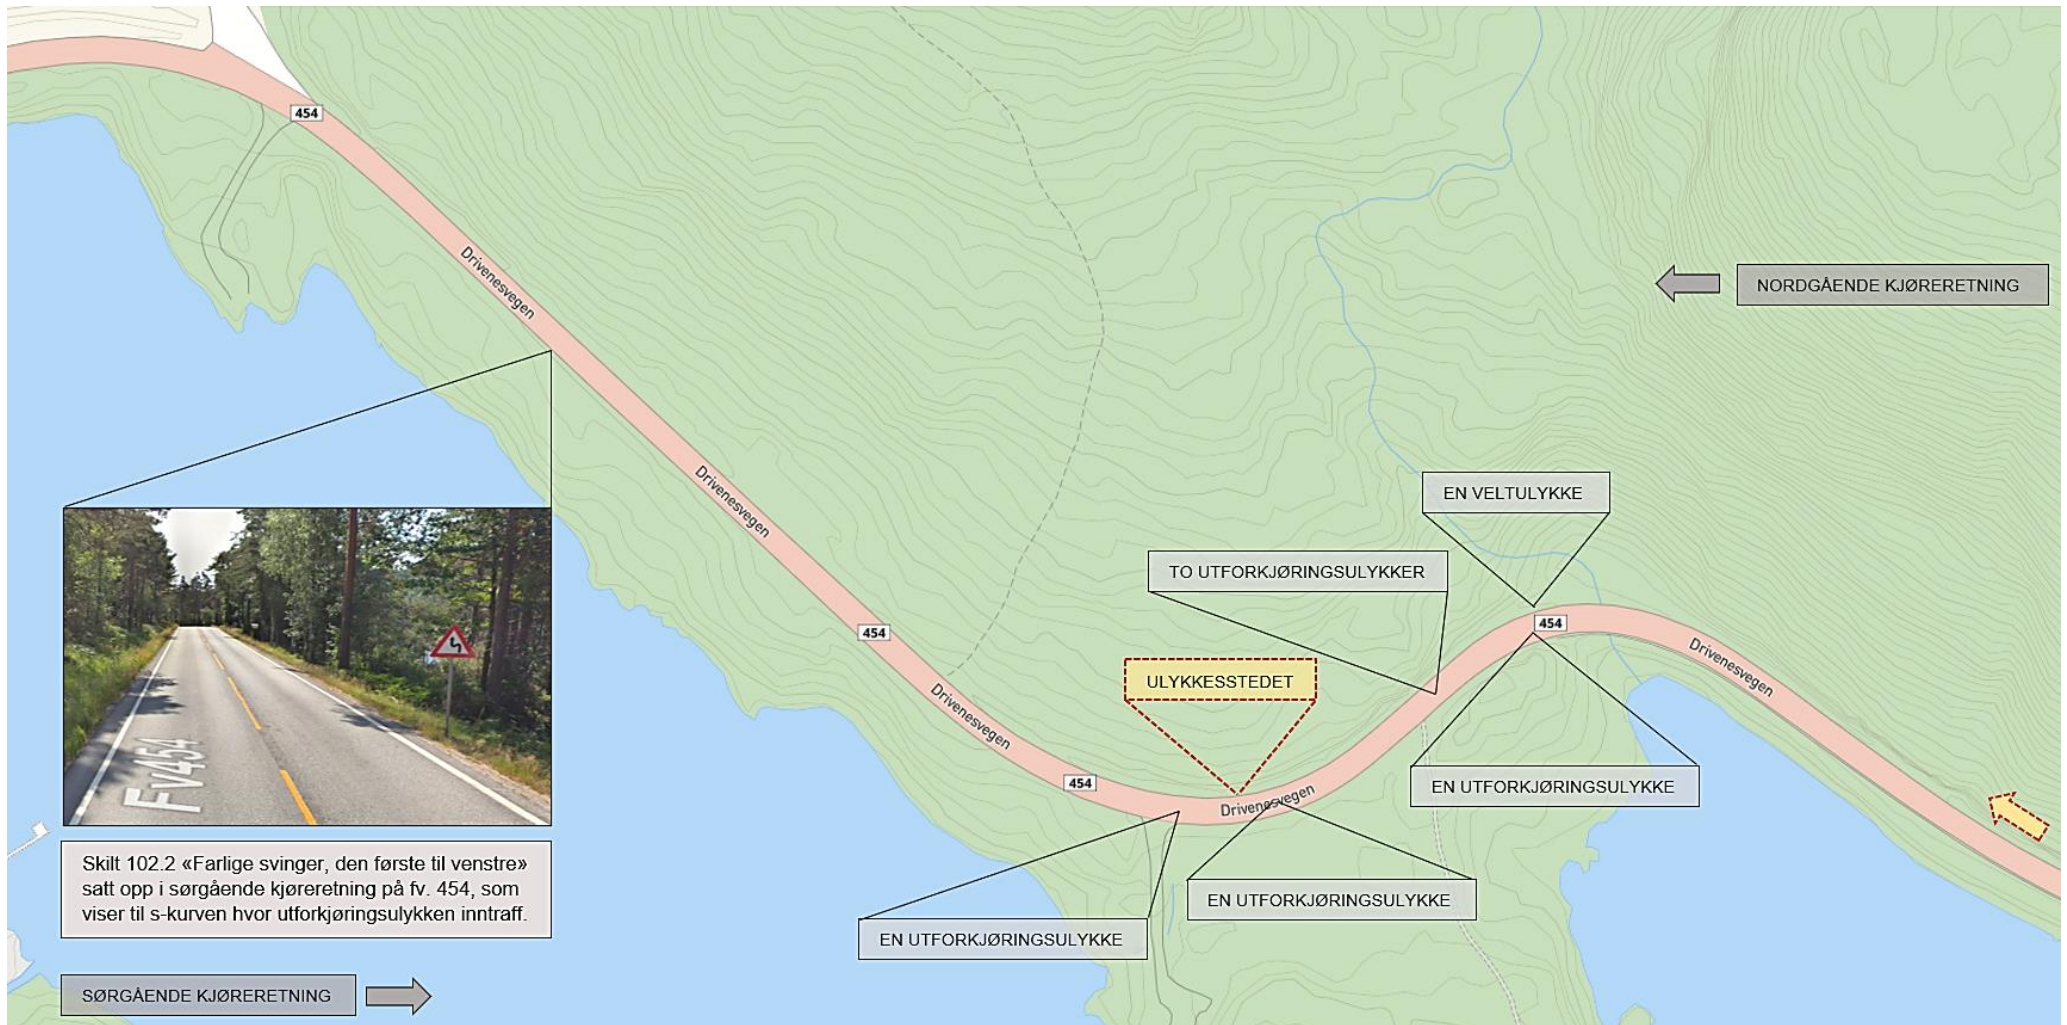 454
Drivenesvegen
NORDGÅENDE KJØRERETNING
Drivenesvegen
EN VELTULYKKE
TO UTFORKJØRINGSULYKKER
454
454
Drivenesvegen
ULYKKESSTEDET
Drivenesvegen
454
Drivenesvegen
EN UTFORKJØRINGSULYKKE
Fv454
Skilt 102.2 «Farlige svinger, den første til venstre»
satt opp i sørgående kjøreretning på fv. 454, som
viser til s-kurven hvor utforkjøringsulykken inntraff.
EN UTFORKJØRINGSULYKKE
EN UTFORKJØRINGSULYKKE
SØRGÅENDE KJØRERETNING